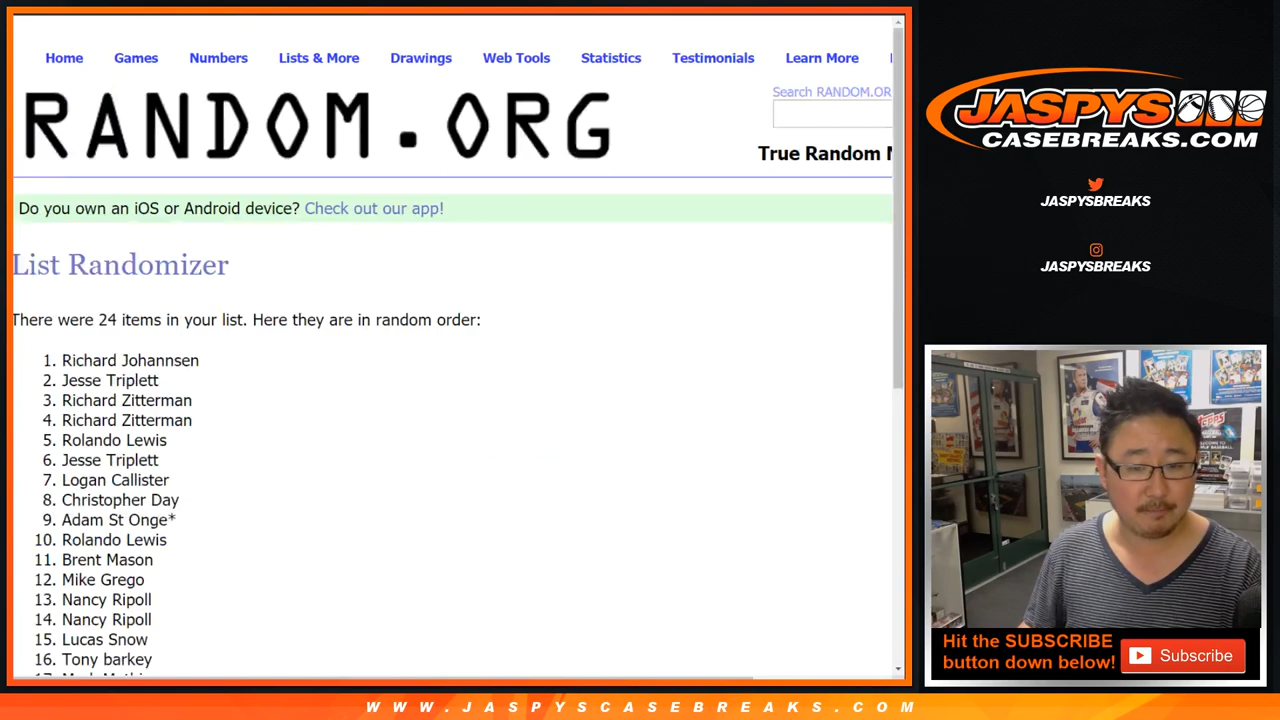 Home Games Numbers Lists & More Drawings Web Tools Statistics Testimonials Learn More
RANDOM.ORG
Search RANDOM.OR
True Random
Do you own an iOS or Android device? Check out our app!
List Randomizer
There were 24 items in your list. Here they are in random order:
1. Richard Johannsen
2. Jesse Triplett
3. Richard Zitterman
4. Richard Zitterman
5. Rolando Lewis
6. Jesse Triplett
7. Logan Callister
8. Christopher Day
9. Adam St Onge*
10. Rolando Lewis
11. Brent Mason
12. Mike Grego
13. Nancy Ripoll
14. Nancy Ripoll
15. Lucas Snow
16. Tony barkey
JASPYS
CASEBREAKS.COM
JASPYSBREAKS
JASPYSBREAKS
TOPPS
Hit the SUBSCRIBE
button down below!
Subscribe
WWW.JASPYSCASEBREAKS.COM